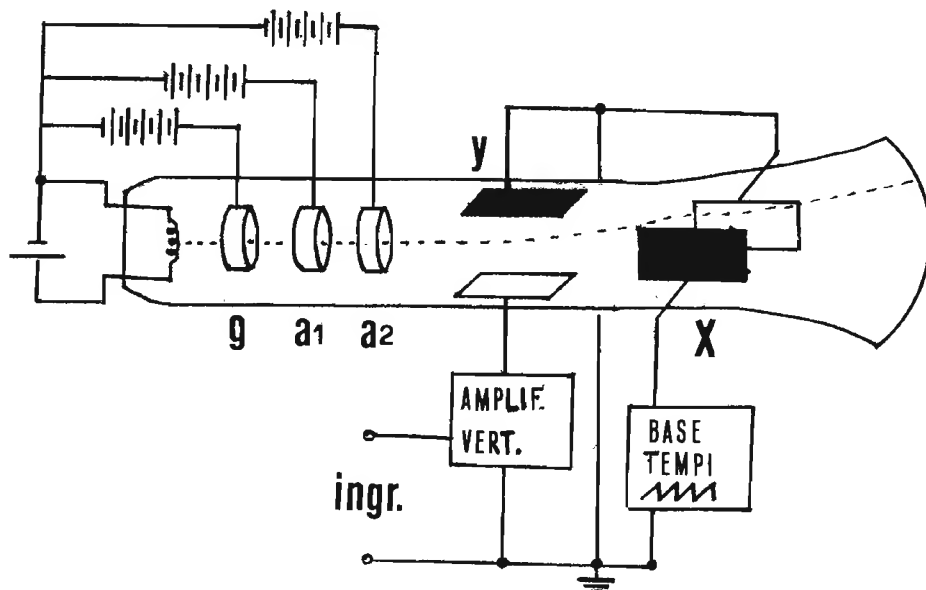 y
g a1 a2
X
AMPLIF.
VERT.
BASE
TEMPI
ingr.